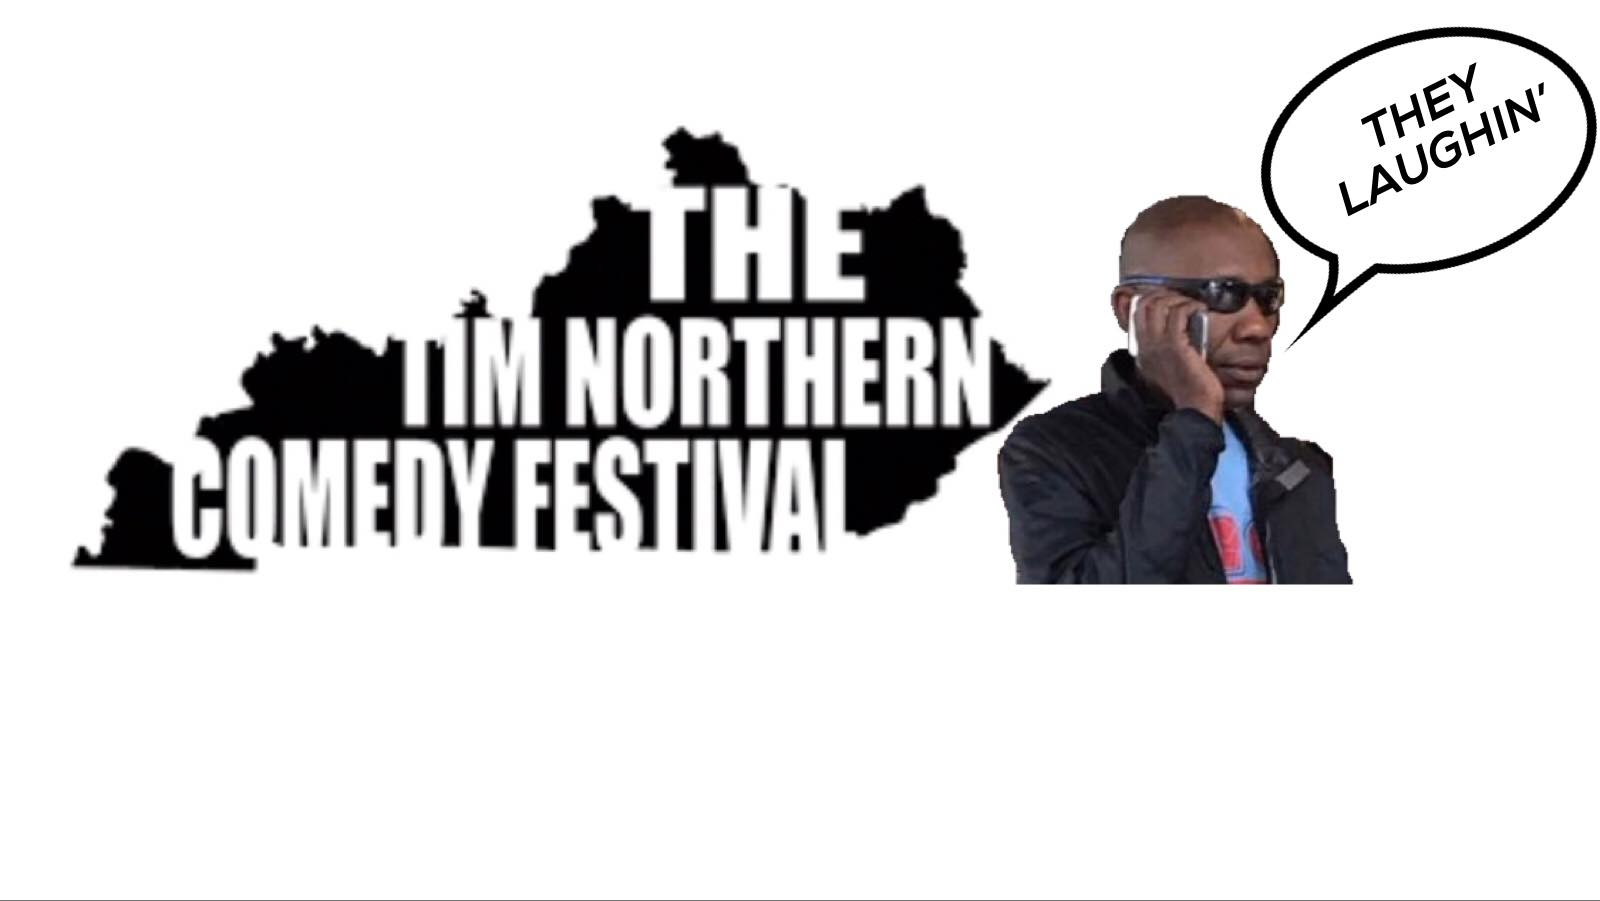 THE
TIM NORTHERN
COMEDY FESTIVAL
THEY
LAUGHIN'